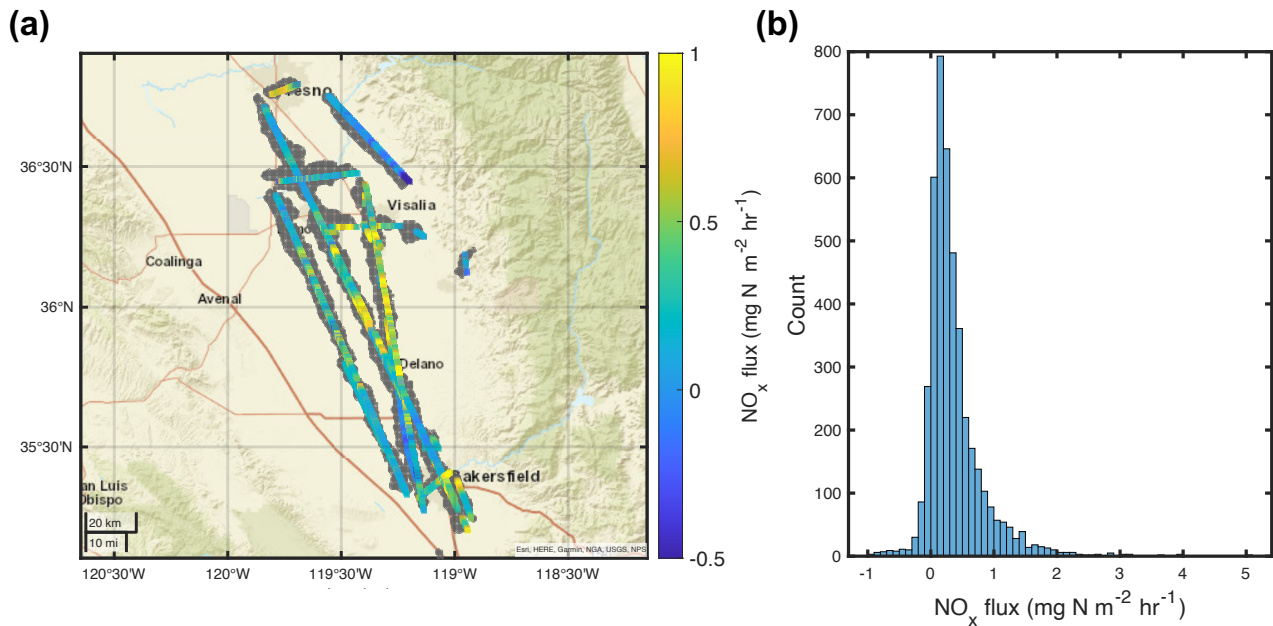 (a)
(b)
esno
Visalia
Coalinga
Avenal
Delano
akersfield
an Luis
Obispo
20 km
10 mi
Esri, HERE, Garmin, NGA, USGS, NPS
36°30'N
36°N
35°30'N
120°30'W
120°W
119°30'W
119°W
118°30'W
1
0.5
0
-0.5
NOx flux (mg N m-2 hr-1)
800
700
600
500
400
300
200
100
0
Count
-1 0 1 2 3 4 5
NOx flux (mg N m-2 hr-1)